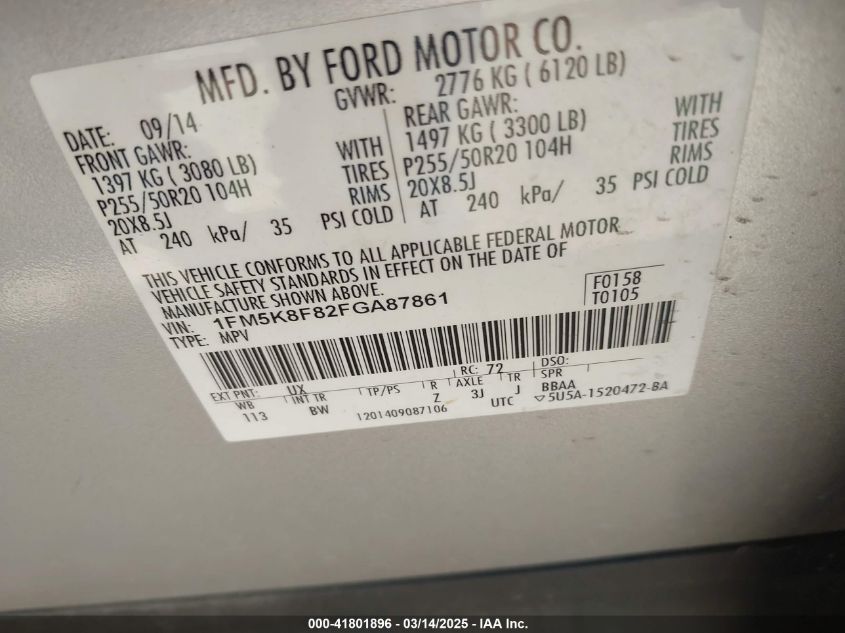 MFD. BY FORD MOTOR CO.
DATE: 09/14
GVWR: 2776 KG ( 6120 LB)
FRONT GAWR:
1397 KG ( 3080 LB) WITH
P255/50R20 104H TIRES
20X8.5J RIMS
AT 240 kPa/ 35 PSI COLD
REAR GAWR:
1497 KG ( 3300 LB) WITH
P255/50R20 104H TIRES
20X8.5J RIMS
AT 240 kPa/ 35 PSI COLD
THIS VEHICLE CONFORMS TO ALL APPLICABLE FEDERAL MOTOR
VEHICLE SAFETY STANDARDS IN EFFECT ON THE DATE OF
MANUFACTURE SHOWN ABOVE.
VIN: 1FM5K8F82FGA87861
TYPE: MPV
F0158
T0105
EXT PNT: UX RC: 72 DSO:
WB INT TR TP/PS R AXLE TR SPR
113 BW Z 3J J BBAA
1201409087106 UTC ▽5U5A-1520472-BA
000-41801896 - 03/14/2025 - IAA Inc.